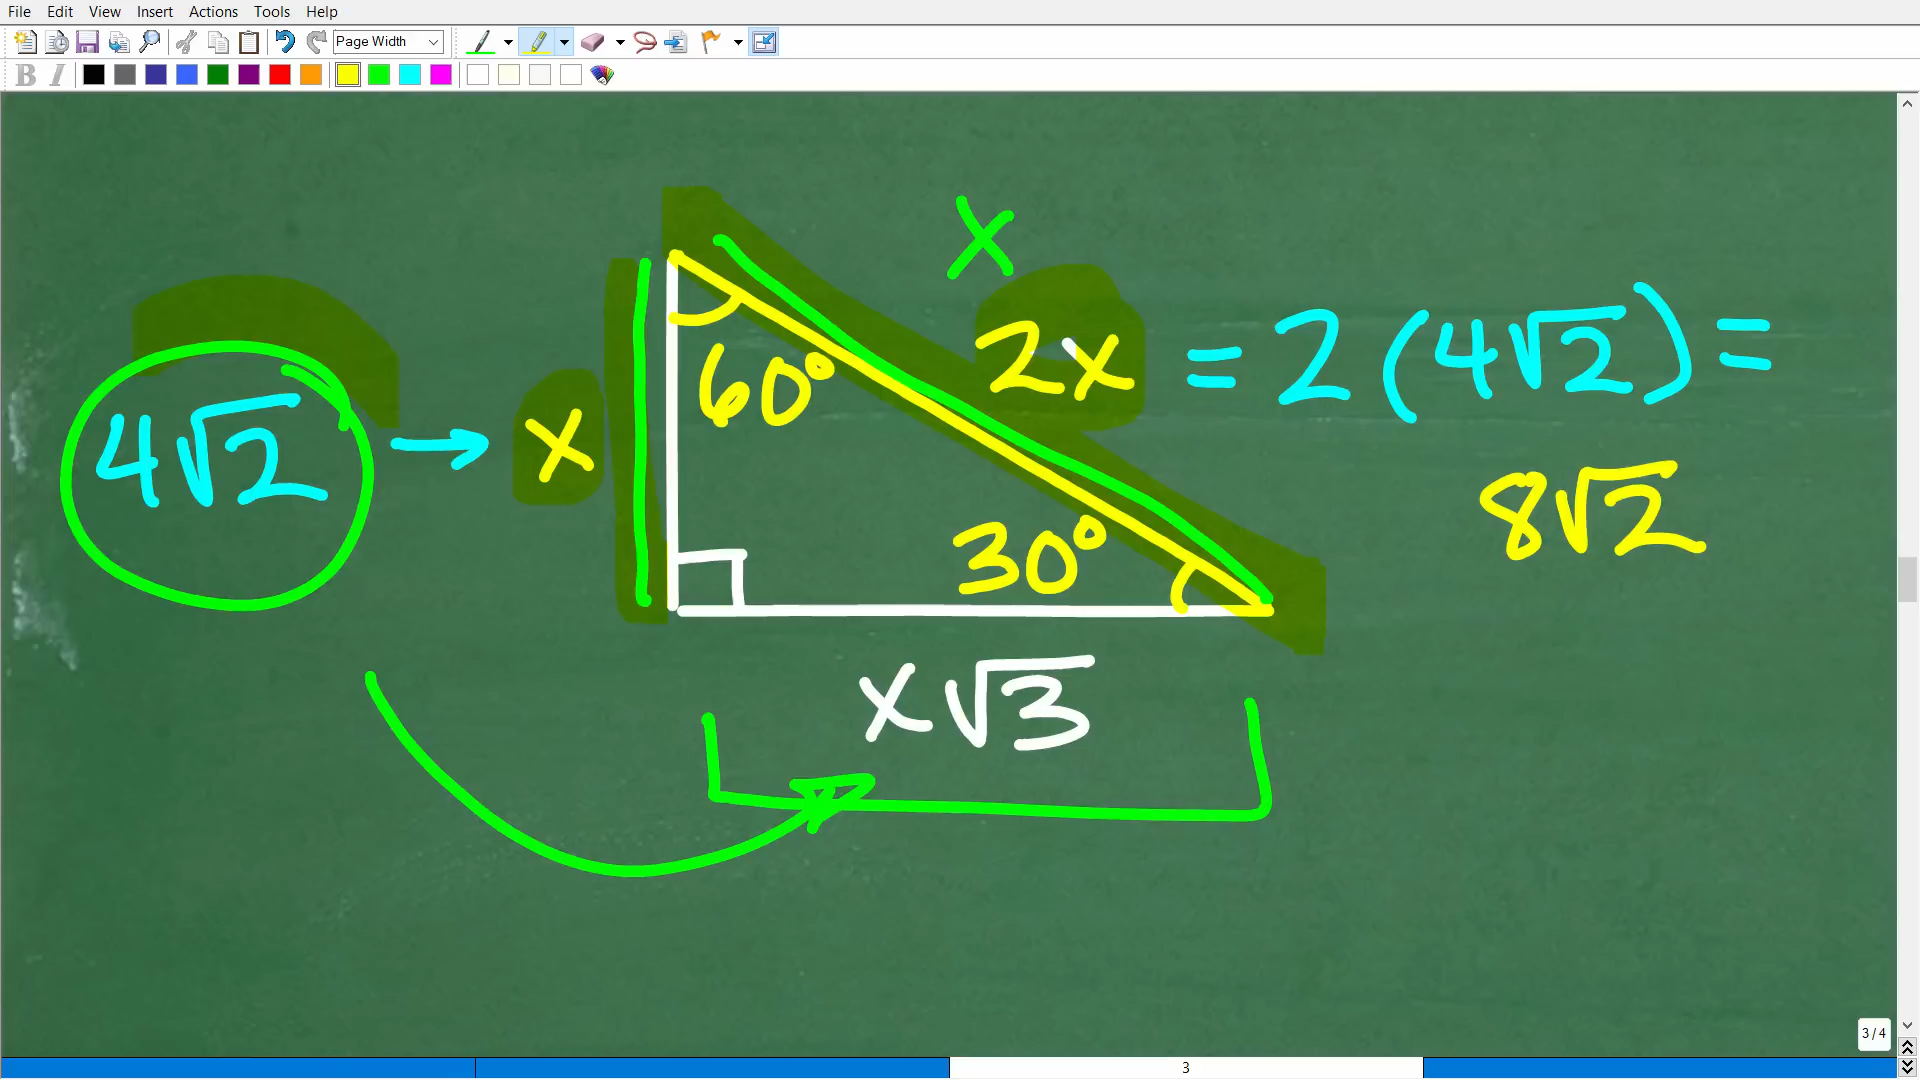 File Edit View Insert Actions Tools Help
Page Width
B I
x
60°
2x = 2(4√2) =
4√2 → x
8√2
30°
x√3
3 / 4
3